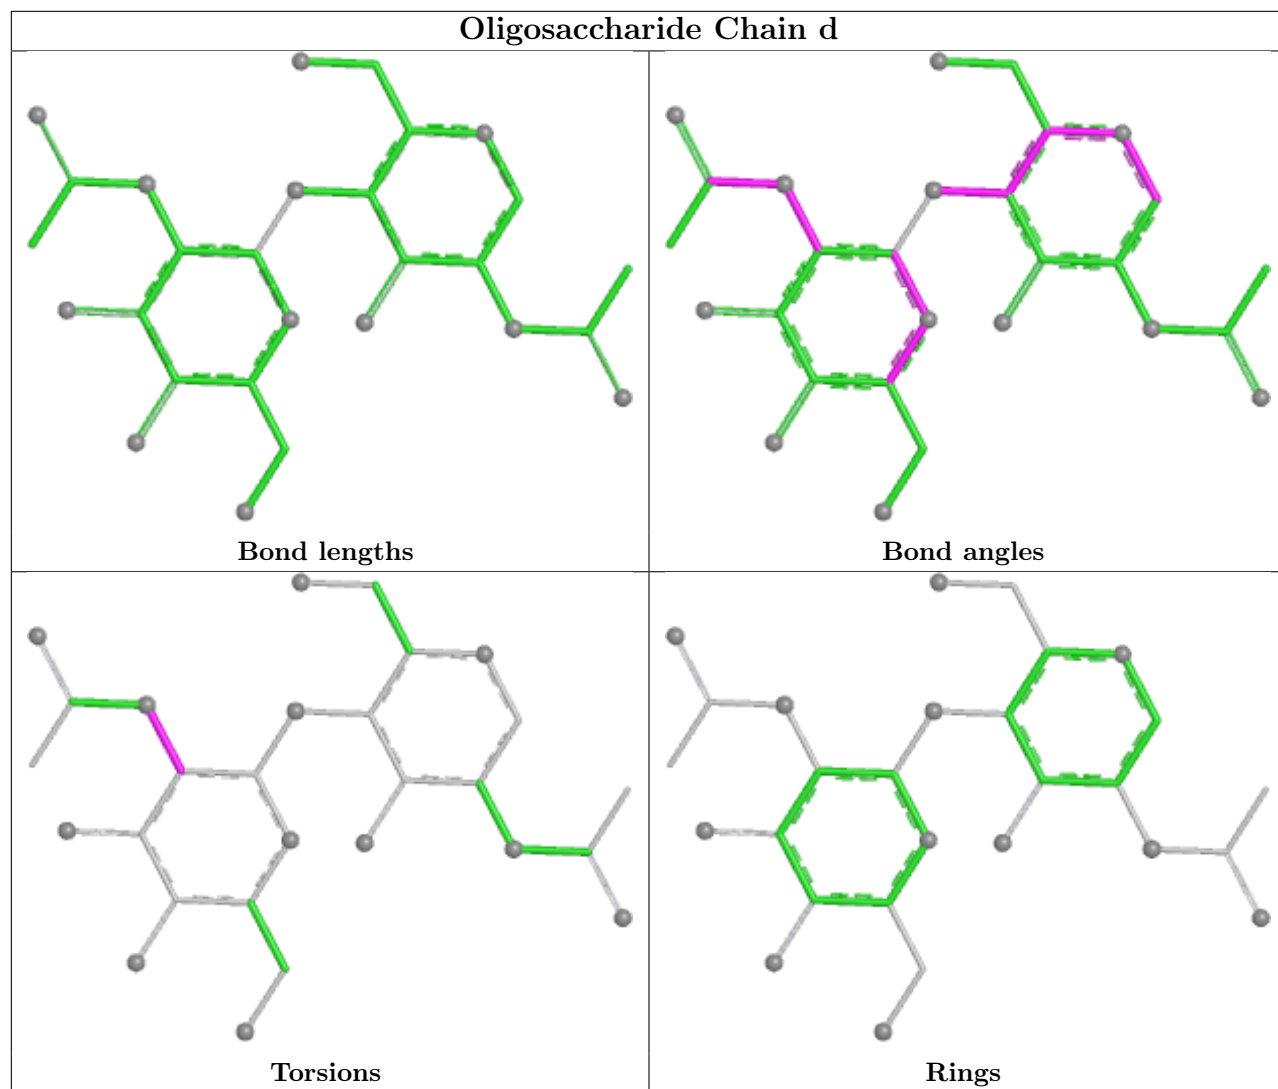 Oligosaccharide Chain d
Bond lengths
Bond angles
Torsions
Rings